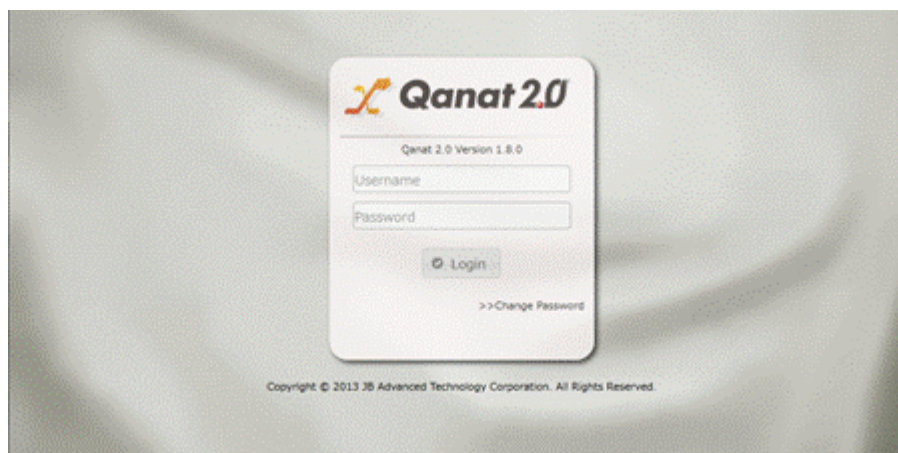 Qanat 2.0
Qanat 2.0 Version 1.8.0
Username
Password
Login
>>Change Password
Copyright © 2013 JB Advanced Technology Corporation. All Rights Reserved.